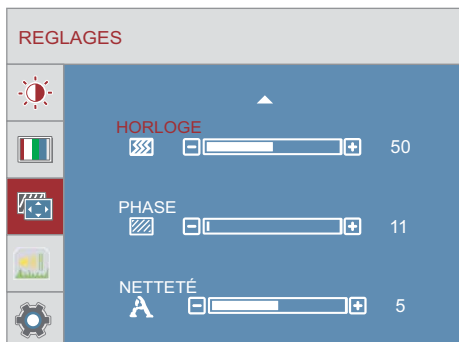 REGLAGES
HORLOGE
50
PHASE
11
NETTETÉ
5